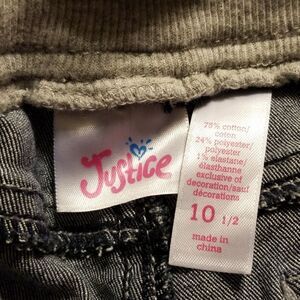 Justice
75% cotton/
coton
24% polyester/
polyester
1% elastane/
élasthanne
exclusive of
decoration/sauf
décorations
10 1/2
made in
china